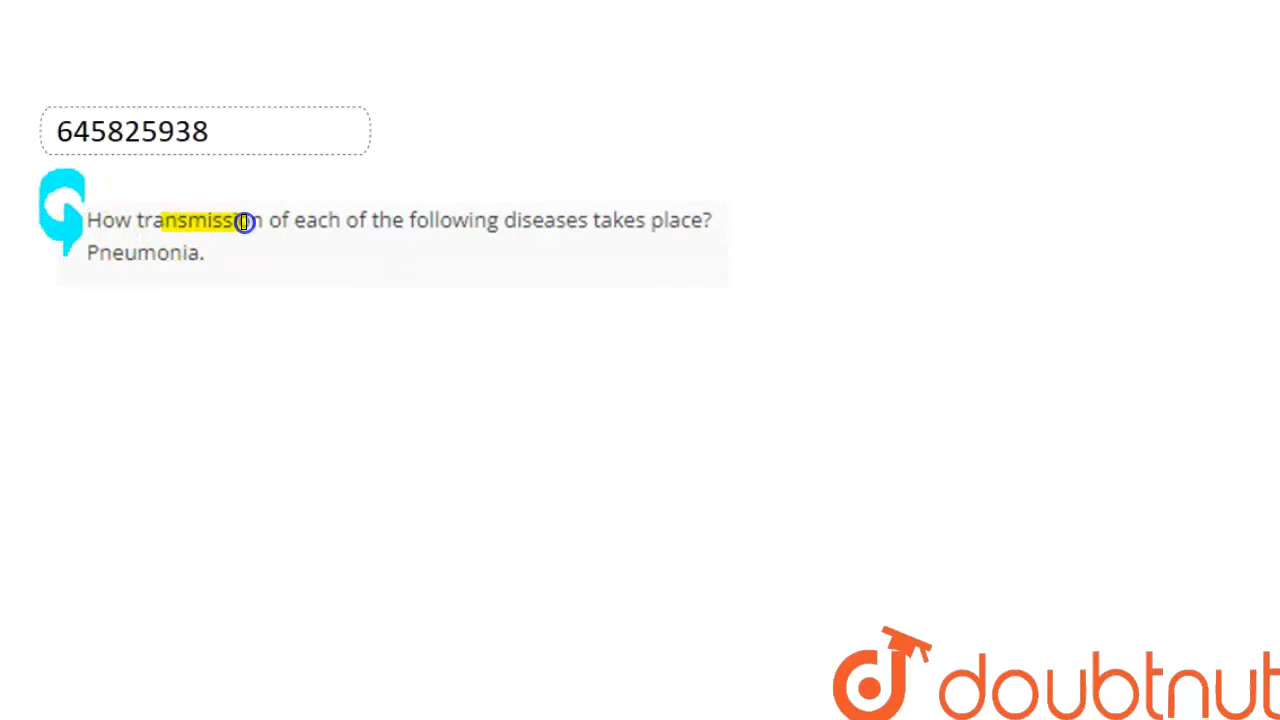 645825938
How transmission of each of the following diseases takes place?
Pneumonia.
doubtnut